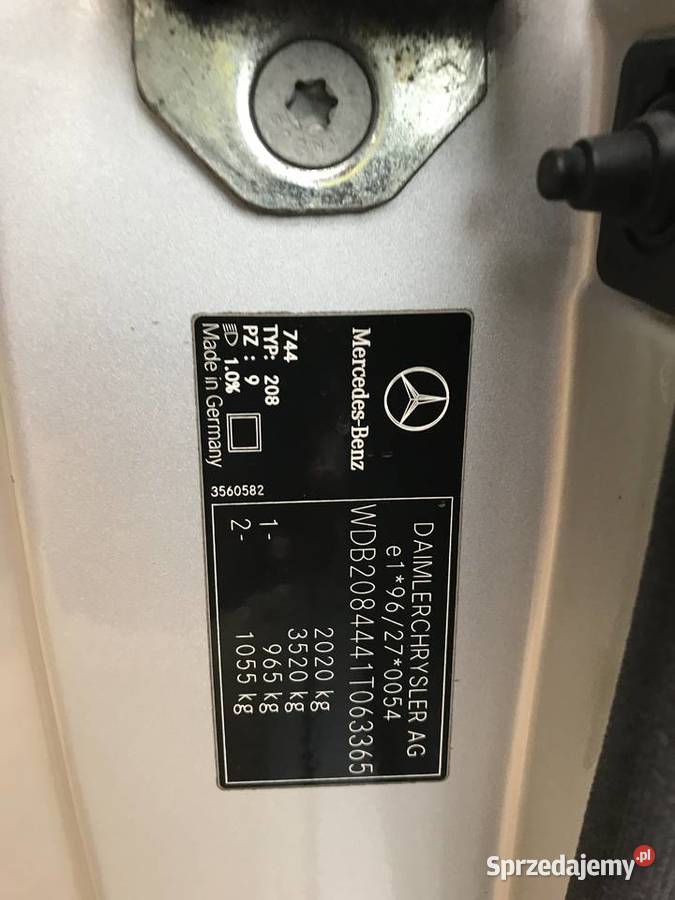 Mercedes-Benz
744
TYP: 208
PZ : 9
1.0%
Made in Germany
3560582
DAIMLERCHRYSLER AG
e1*96/27*0054
WDB2084441T063365
2020 kg
3520 kg
1- 965 kg
2- 1055 kg
Sprzedajemy.pl